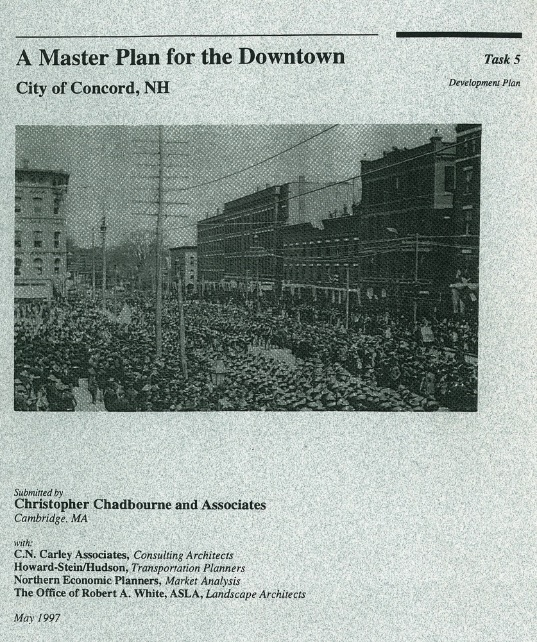 A Master Plan for the Downtown
Task 5
City of Concord, NH
Development Plan
Submitted by
Christopher Chadbourne and Associates
Cambridge, MA
with:
C.N. Carley Associates, Consulting Architects
Howard-Stein/Hudson, Transportation Planners
Northern Economic Planners, Market Analysis
The Office of Robert A. White, ASLA, Landscape Architects
May 1997